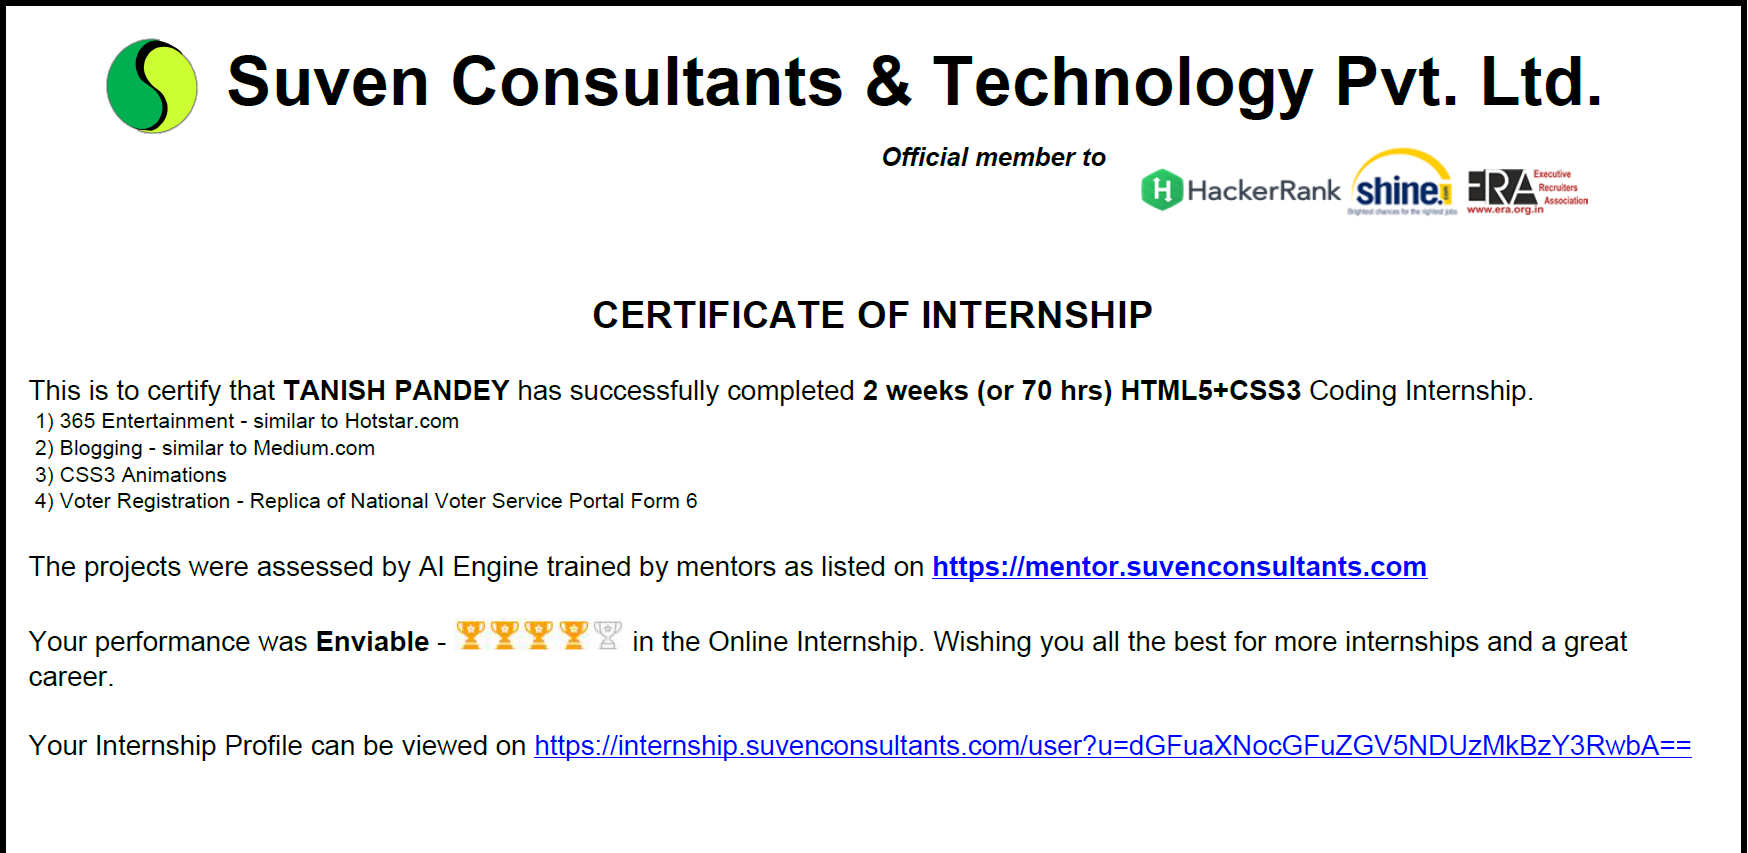 Suven Consultants & Technology Pvt. Ltd.
Official member to
HackerRank
shine.com
Brightest chances for the rightest jobs
ERA Executive Recruiters Association
www.era.org.in
CERTIFICATE OF INTERNSHIP
This is to certify that TANISH PANDEY has successfully completed 2 weeks (or 70 hrs) HTML5+CSS3 Coding Internship.
1) 365 Entertainment - similar to Hotstar.com
2) Blogging - similar to Medium.com
3) CSS3 Animations
4) Voter Registration - Replica of National Voter Service Portal Form 6
The projects were assessed by AI Engine trained by mentors as listed on https://mentor.suvenconsultants.com
Your performance was Enviable - in the Online Internship. Wishing you all the best for more internships and a great
career.
Your Internship Profile can be viewed on https://internship.suvenconsultants.com/user?u=dGFuaXNocGFuZGV5NDUzMkBzY3RwbA==